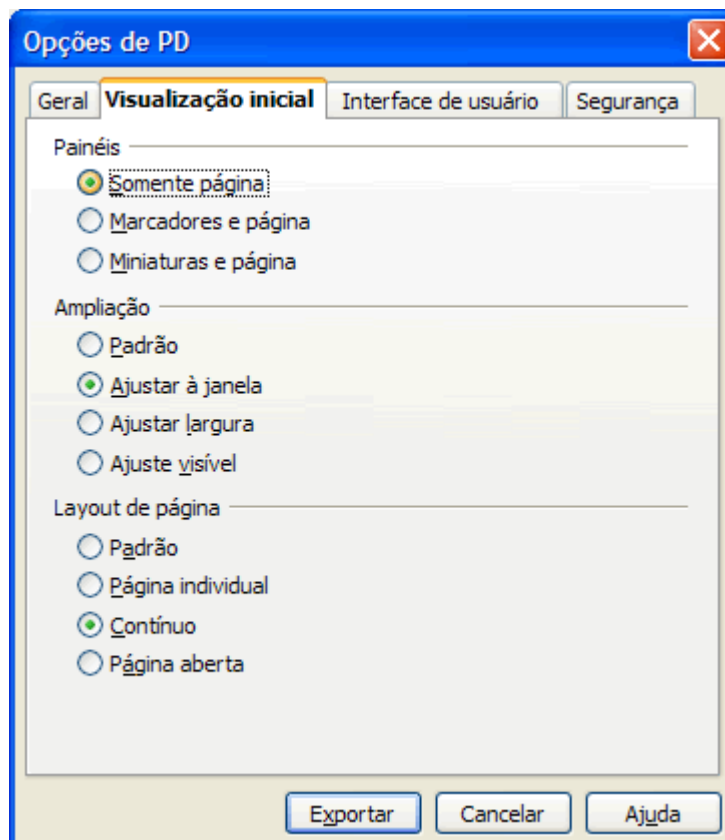 Opções de PD
Geral Visualização inicial Interface de usuário Segurança
Painéis
Somente página
Marcadores e página
Miniaturas e página
Ampliação
Padrão
Ajustar à janela
Ajustar largura
Ajuste visível
Layout de página
Padrão
Página individual
Contínuo
Página aberta
Exportar Cancelar Ajuda